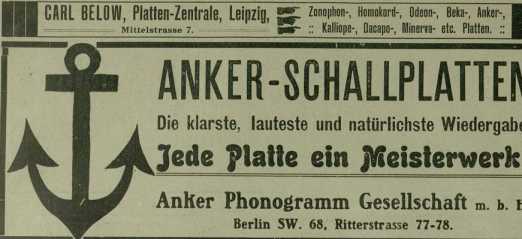 CARL BELOW, Platten-Zentrale, Leipzig,
Mittelstrasse 7.
Zonophon-, Homokord-, Odeon-, Beka-, Anker-,
:: Kalliope-, Dacapo-, Minerva- etc. Platten. ::
ANKER-SCHALLPLATTEN
Die klarste, lauteste und natürlichste Wiedergabe
Jede Platte ein Meisterwerk
Anker Phonogramm Gesellschaft m. b. H
Berlin SW. 68, Ritterstrasse 77-78.